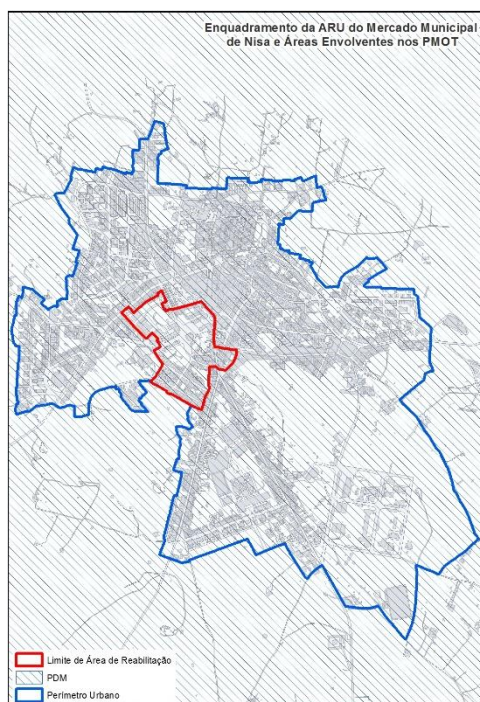 Enquadramento da ARU do Mercado Municipal
de Nisa e Áreas Envolventes nos PMOT
Limite de Área de Reabilitação
PDM
Perímetro Urbano